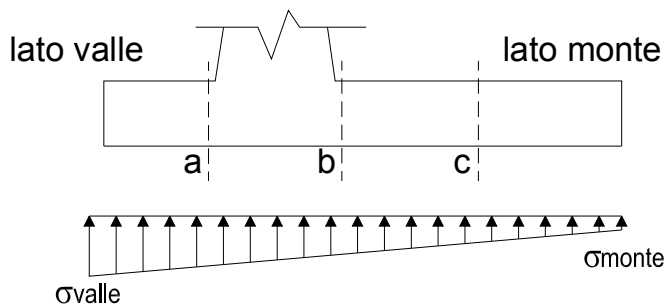 lato valle
lato monte
a
b
c
σvalle
σmonte